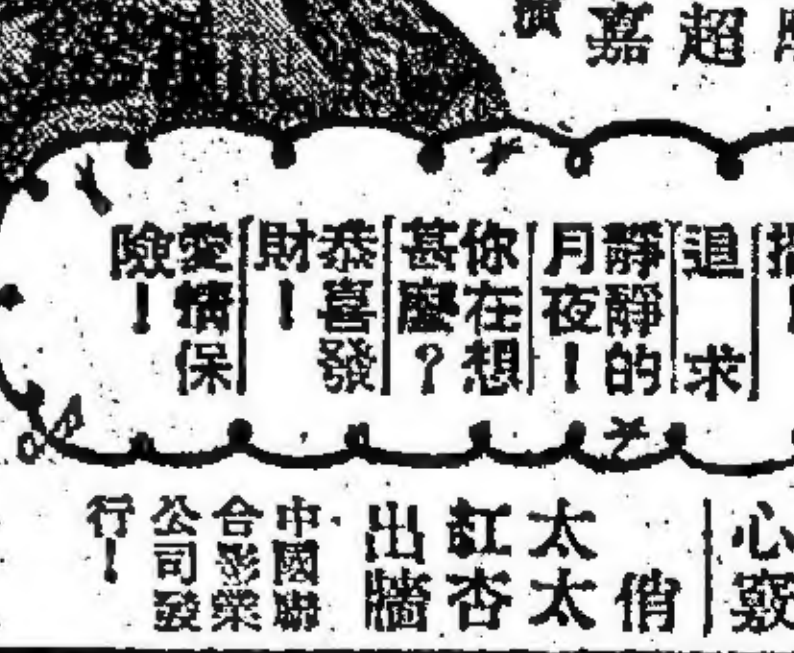 超
嘉
演
追求
靜靜的
月夜！
你在想
甚麼？
恭喜發
財！
愛情保
險！
心竅
俏
太太
紅杏
出牆
中國聯
合影業
公司發
行！